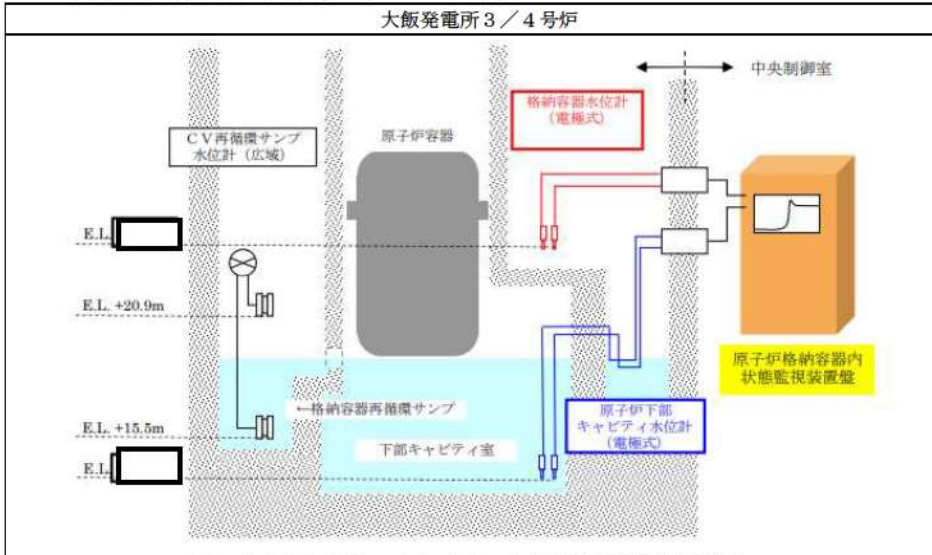 大飯発電所3/4号炉
中央制御室
格納容器水位計
(電極式)
CV再循環サンプ
水位計(広域)
原子炉容器
E.L.
E.L. +20.9m
原子炉格納容器内
状態監視装置盤
←格納容器再循環サンプ
原子炉下部
キャビティ水位計
(電極式)
E.L. +15.5m
下部キャビティ室
E.L.